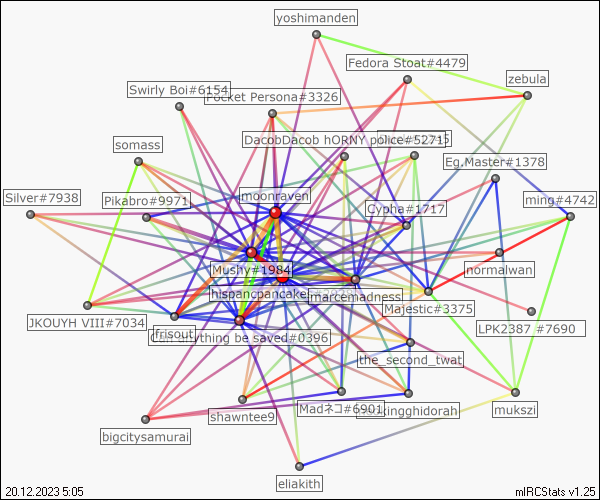 yoshimanden
Fedora Stoat#4479
zebula
Swirly Boi#6154
Pocket Persona#3326
DacobDacob hORNY police#5271
somass
Eg.Master#1378
Silver#7938
Pikabro#9971
moonraven
Cypha#1717
ming#4742
Mushy#1984
normalwan
hispancpancake
marcemadness
Majestic#3375
JKOUYH VIII#7034
frisout
anything be saved#0396
LPK2387 #7690
the_second_twat
shawntee9
Madネコ#6901
kingghidorah
mukszi
bigcitysamurai
eliakith
20.12.2023 5:05
mIRCStats v1.25